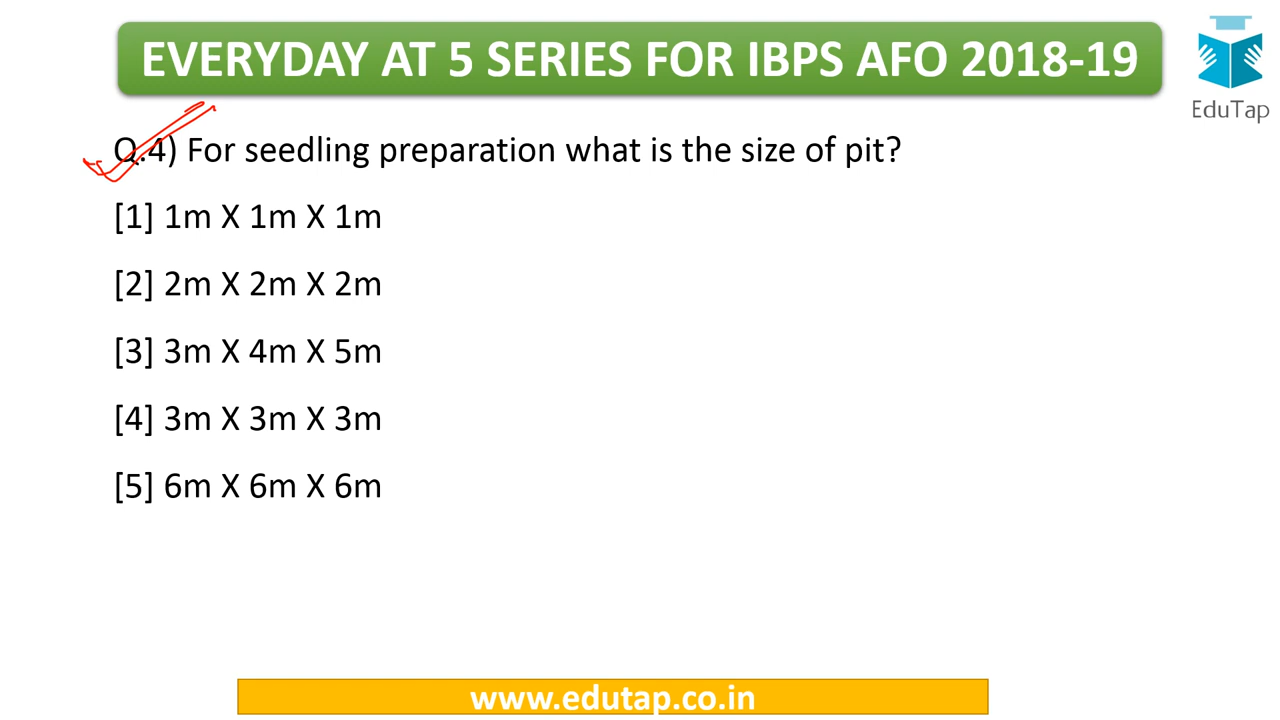 EVERYDAY AT 5 SERIES FOR IBPS AFO 2018-19
EduTap
Q.4) For seedling preparation what is the size of pit?
[1] 1m X 1m X 1m
[2] 2m X 2m X 2m
[3] 3m X 4m X 5m
[4] 3m X 3m X 3m
[5] 6m X 6m X 6m
www.edutap.co.in